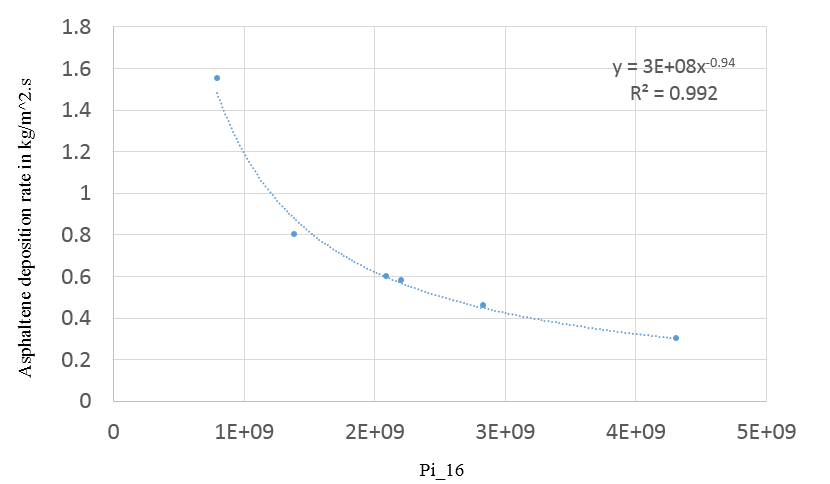 1.8
1.6
1.4
1.2
1
0.8
0.6
0.4
0.2
0
0
1E+09
2E+09
3E+09
4E+09
5E+09
Asphaltene deposition rate in kg/m^2.s
Pi_16
y = 3E+08x-0.94
R² = 0.992